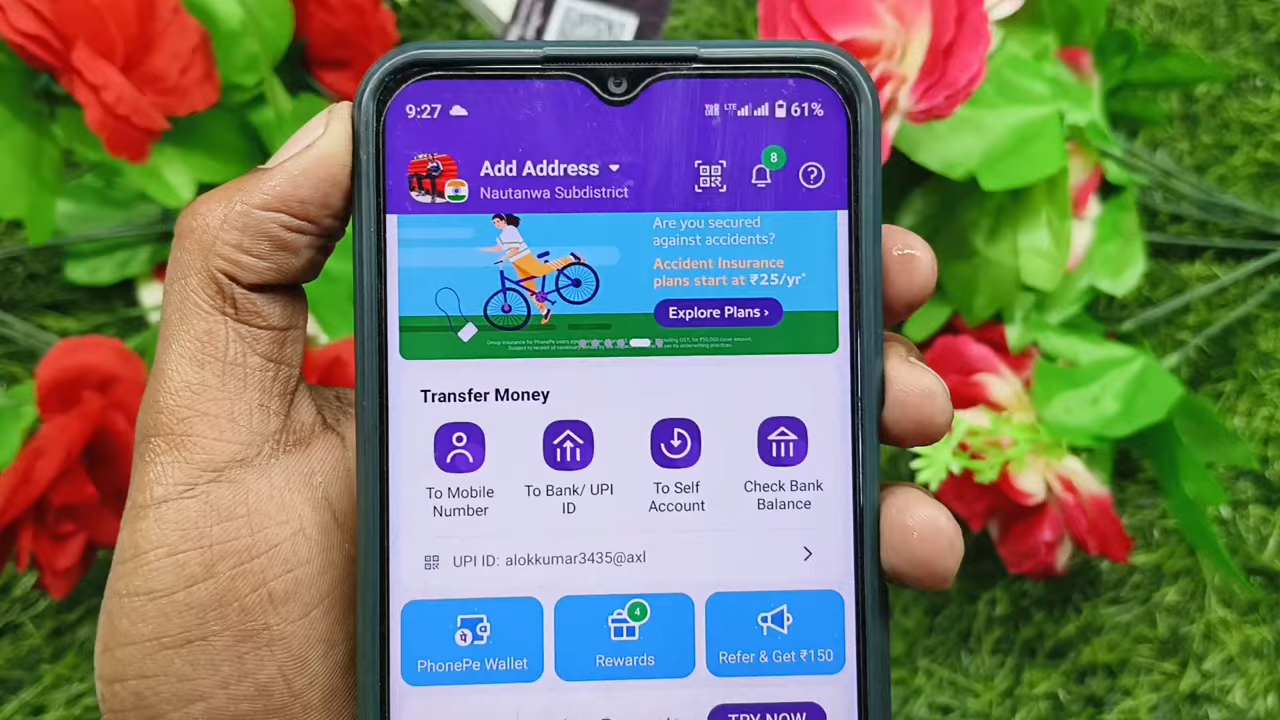 9:27
LTE
61%
Add Address
Nautanwa Subdistrict
8
Are you secured
against accidents?
Accident Insurance
plans start at ₹25/yr*
Explore Plans ›
Transfer Money
To Mobile
Number
To Bank/ UPI
ID
To Self
Account
Check Bank
Balance
UPI ID: alokkumar3435@axl
पे
PhonePe Wallet
4
Rewards
Refer & Get ₹150
TRY NOW